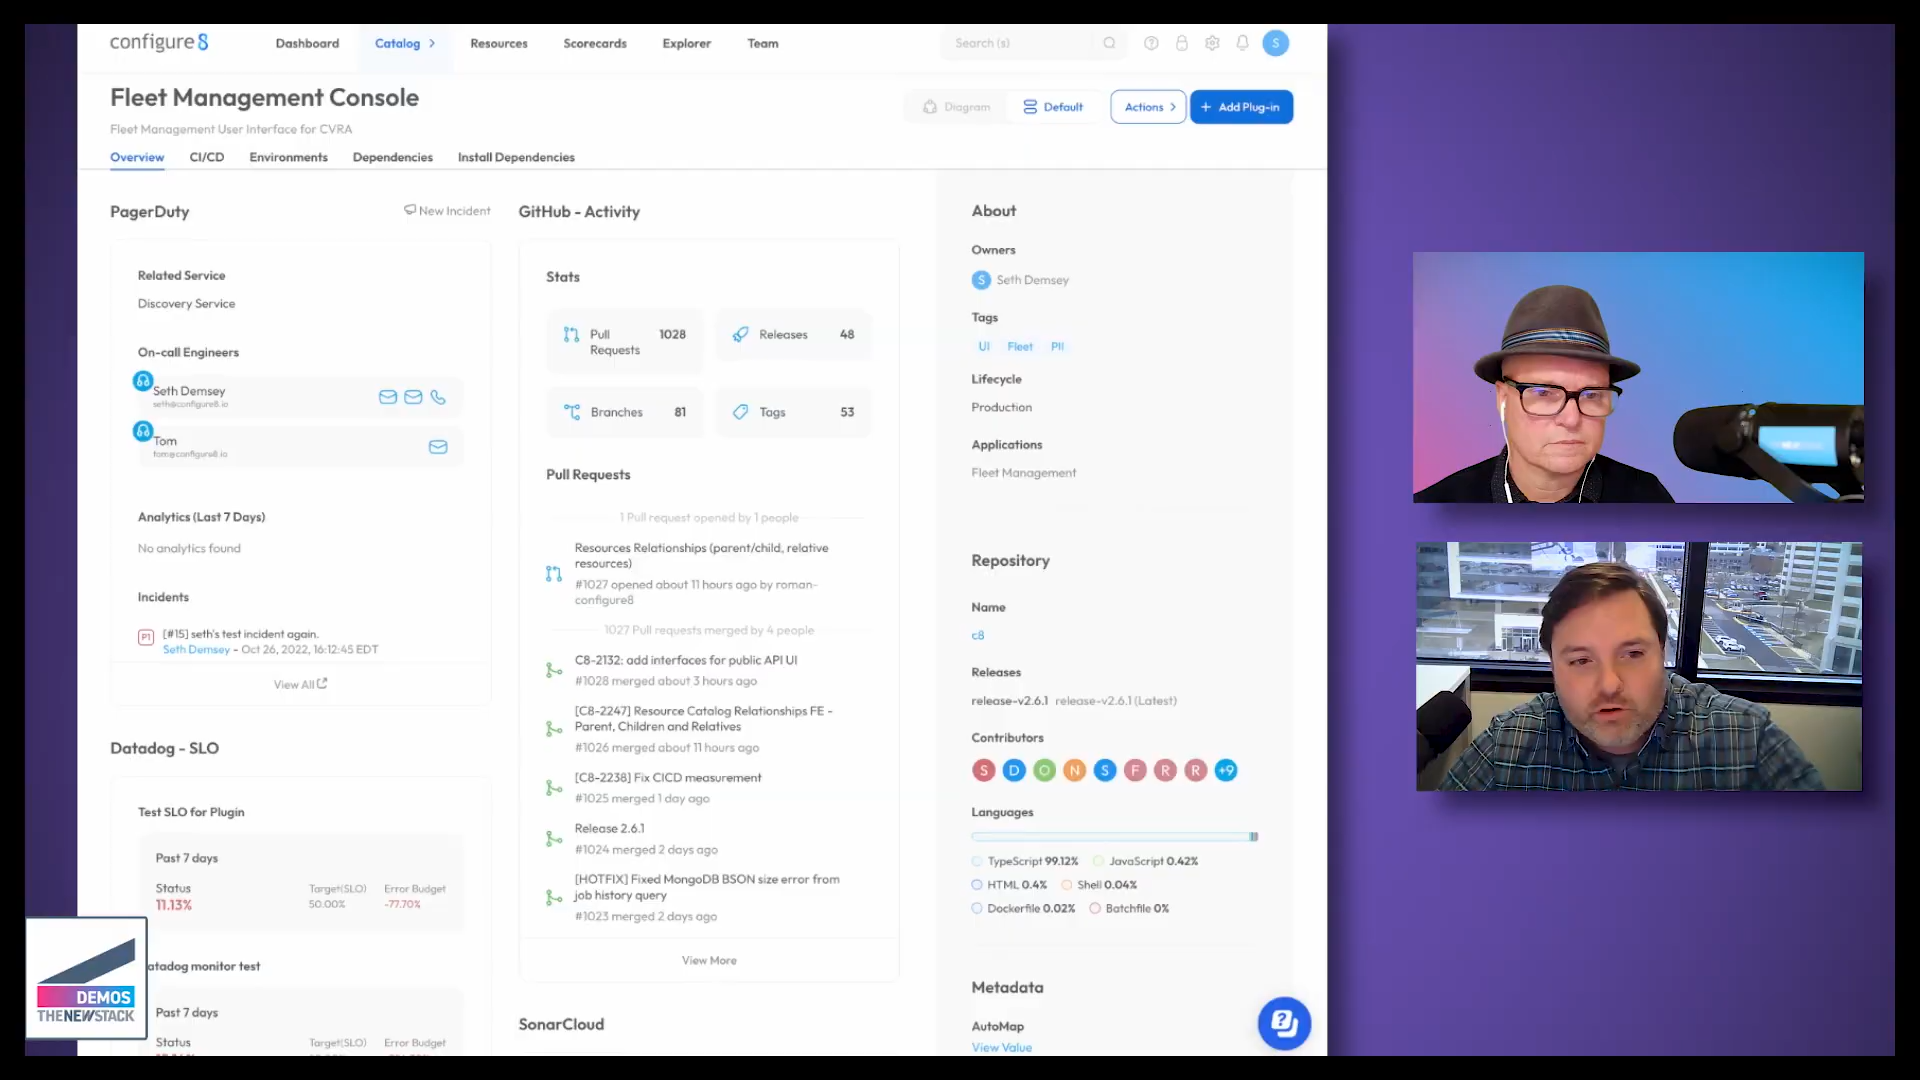 configure8
Dashboard
Catalog
Resources
Scorecards
Explorer
Team
Search (s)
S
Fleet Management Console
Fleet Management User Interface for CVRA
Diagram
Default
Actions
+ Add Plug-in
Overview
CI/CD
Environments
Dependencies
Install Dependencies
PagerDuty
New Incident
Related Service
Discovery Service
On-call Engineers
Seth Demsey
seth@configure8.io
Tom
tom@configure8.io
Analytics (Last 7 Days)
No analytics found
Incidents
P1
[#15] seth's test incident again.
Seth Demsey - Oct 26, 2022, 16:12:45 EDT
View All
Datadog - SLO
Test SLO for Plugin
Past 7 days
Status
Target(SLO)
Error Budget
11.13%
50.00%
-77.70%
atadog monitor test
Past 7 days
Status
Target(SLO)
Error Budget
GitHub - Activity
Stats
Pull Requests 1028
Releases 48
Branches 81
Tags 53
Pull Requests
1 Pull request opened by 1 people
Resources Relationships (parent/child, relative
resources)
#1027 opened about 11 hours ago by roman-
configure8
1027 Pull requests merged by 4 people
C8-2132: add interfaces for public API UI
#1028 merged about 3 hours ago
[C8-2247] Resource Catalog Relationships FE -
Parent, Children and Relatives
#1026 merged about 11 hours ago
[C8-2238] Fix CICD measurement
#1025 merged 1 day ago
Release 2.6.1
#1024 merged 2 days ago
[HOTFIX] Fixed MongoDB BSON size error from
job history query
#1023 merged 2 days ago
View More
SonarCloud
About
Owners
S Seth Demsey
Tags
UI Fleet PII
Lifecycle
Production
Applications
Fleet Management
Repository
Name
c8
Releases
release-v2.6.1 release-v2.6.1 (Latest)
Contributors
S D O N S F R R +9
Languages
TypeScript 99.12% JavaScript 0.42%
HTML 0.4% Shell 0.04%
Dockerfile 0.02% Batchfile 0%
Metadata
AutoMap
View Value
DEMOS
THENEWSTACK